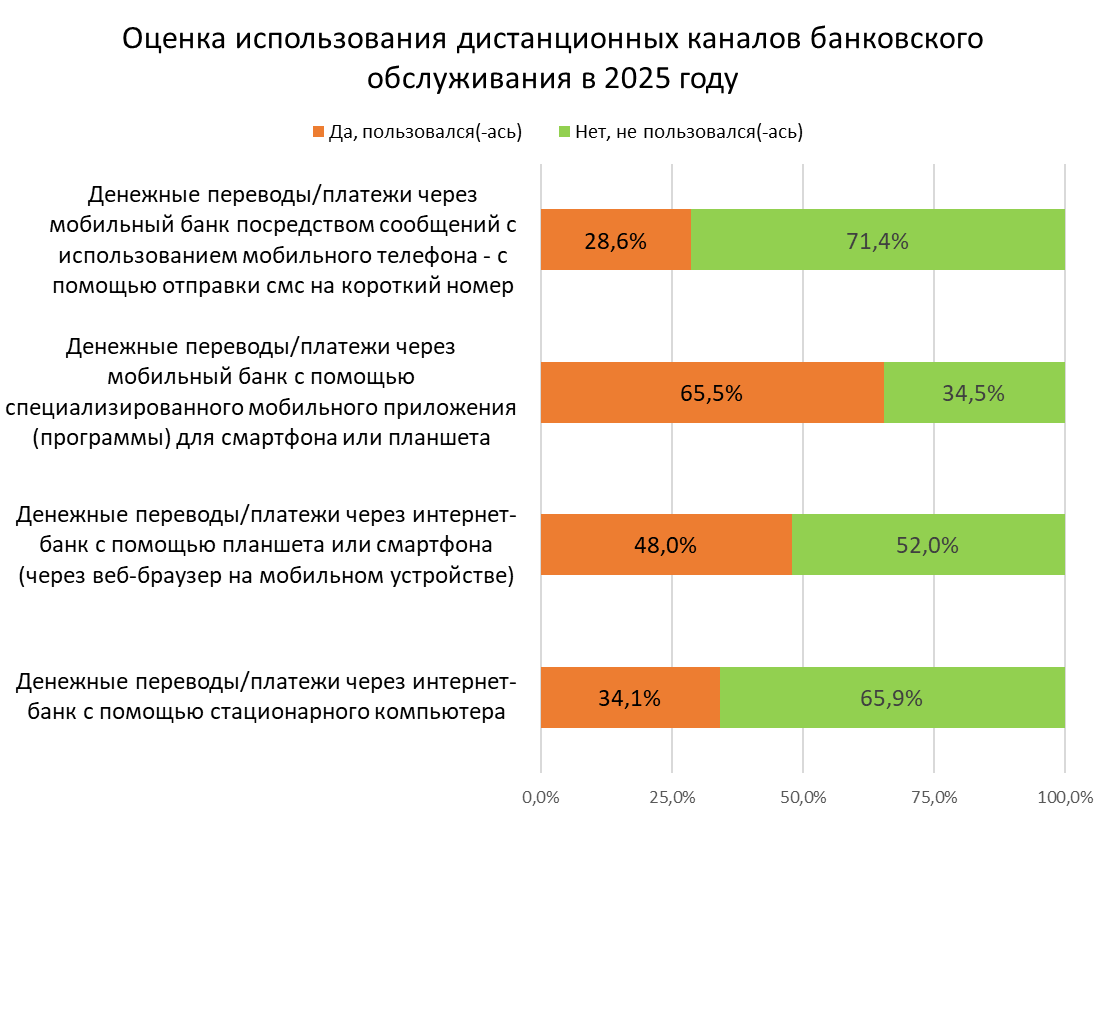 Оценка использования дистанционных каналов банковского
обслуживания в 2025 году
Да, пользовался(-ась)
Нет, не пользовался(-ась)
Денежные переводы/платежи через
мобильный банк посредством сообщений с
использованием мобильного телефона - с
помощью отправки смс на короткий номер
28,6%
71,4%
Денежные переводы/платежи через
мобильный банк с помощью
специализированного мобильного приложения
(программы) для смартфона или планшета
65,5%
34,5%
Денежные переводы/платежи через интернет-
банк с помощью планшета или смартфона
(через веб-браузер на мобильном устройстве)
48,0%
52,0%
Денежные переводы/платежи через интернет-
банк с помощью стационарного компьютера
34,1%
65,9%
0,0%
25,0%
50,0%
75,0%
100,0%